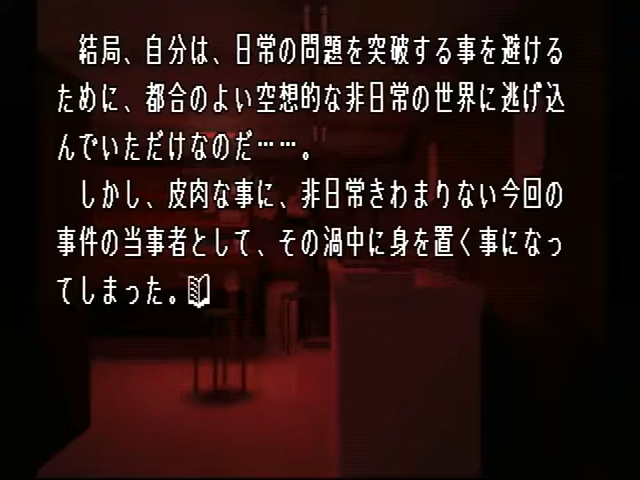 結局、自分は、日常の問題を突破する事を避ける
ために、都合のよい空想的な非日常の世界に逃げ込
んでいただけなのだ……。
　しかし、皮肉な事に、非日常きわまりない今回の
事件の当事者として、その渦中に身を置く事になっ
てしまった。